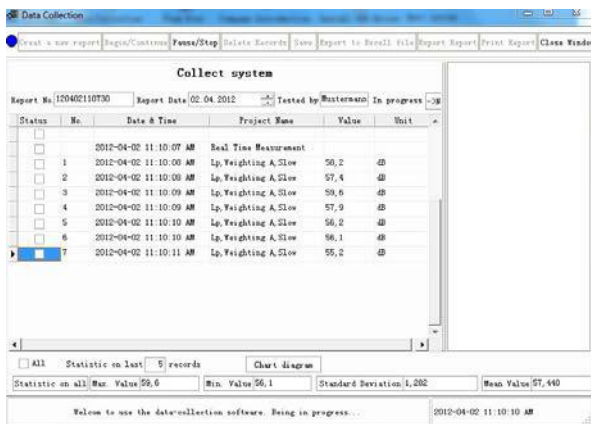 Data Collection
Creat a new report Begin/Continue Pause/Stop Delete Records Save Export to Excell file Export Report Print Report Close Window
Collect system
Report No. 120402110730 Report Date 02.04.2012 Tested by Mustermann In progress ->N
Status No. Date & Time Project Name Value Unit
2012-04-02 11:10:07 AM Real Time Measurement
1 2012-04-02 11:10:08 AM Lp,Weighting A,Slow 58,2 dB
2 2012-04-02 11:10:08 AM Lp,Weighting A,Slow 57,4 dB
3 2012-04-02 11:10:09 AM Lp,Weighting A,Slow 59,6 dB
4 2012-04-02 11:10:09 AM Lp,Weighting A,Slow 57,9 dB
5 2012-04-02 11:10:10 AM Lp,Weighting A,Slow 56,2 dB
6 2012-04-02 11:10:10 AM Lp,Weighting A,Slow 56,1 dB
7 2012-04-02 11:10:11 AM Lp,Weighting A,Slow 55,2 dB
All Statistic on last 5 records Chart diagram
Statistic on all Max. Value 59,6 Min. Value 56,1 Standard Deviation 1,282 Mean Value 57,440
Welcom to use the data-collection software. Being in progress... 2012-04-02 11:10:10 AM